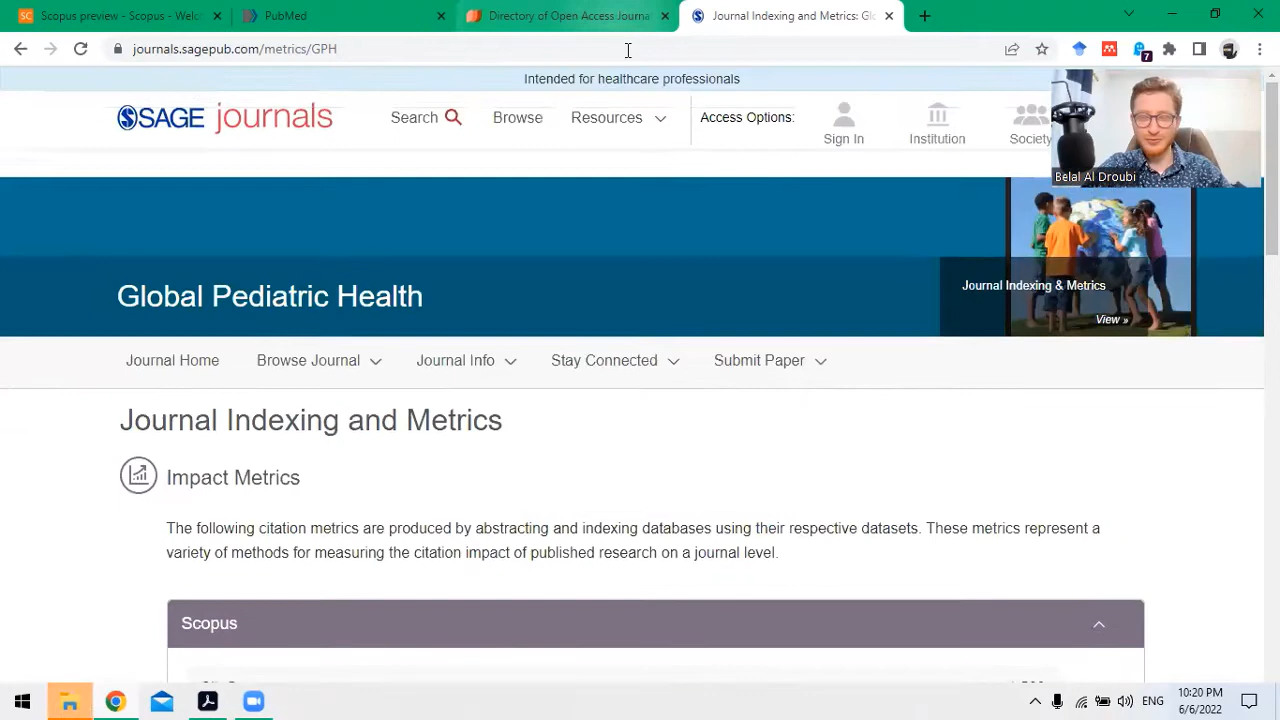 Scopus preview - Scopus - Welc
PubMed
Directory of Open Access Journa
Journal Indexing and Metrics: Glo
journals.sagepub.com/metrics/GPH
7
Intended for healthcare professionals
SAGE journals
Search
Browse
Resources
Access Options:
Sign In
Institution
Society
Belal Al Droubi
Global Pediatric Health
Journal Indexing & Metrics
View »
Journal Home
Browse Journal
Journal Info
Stay Connected
Submit Paper
Journal Indexing and Metrics
Impact Metrics
The following citation metrics are produced by abstracting and indexing databases using their respective datasets. These metrics represent a
variety of methods for measuring the citation impact of published research on a journal level.
Scopus
ENG
10:20 PM
6/6/2022